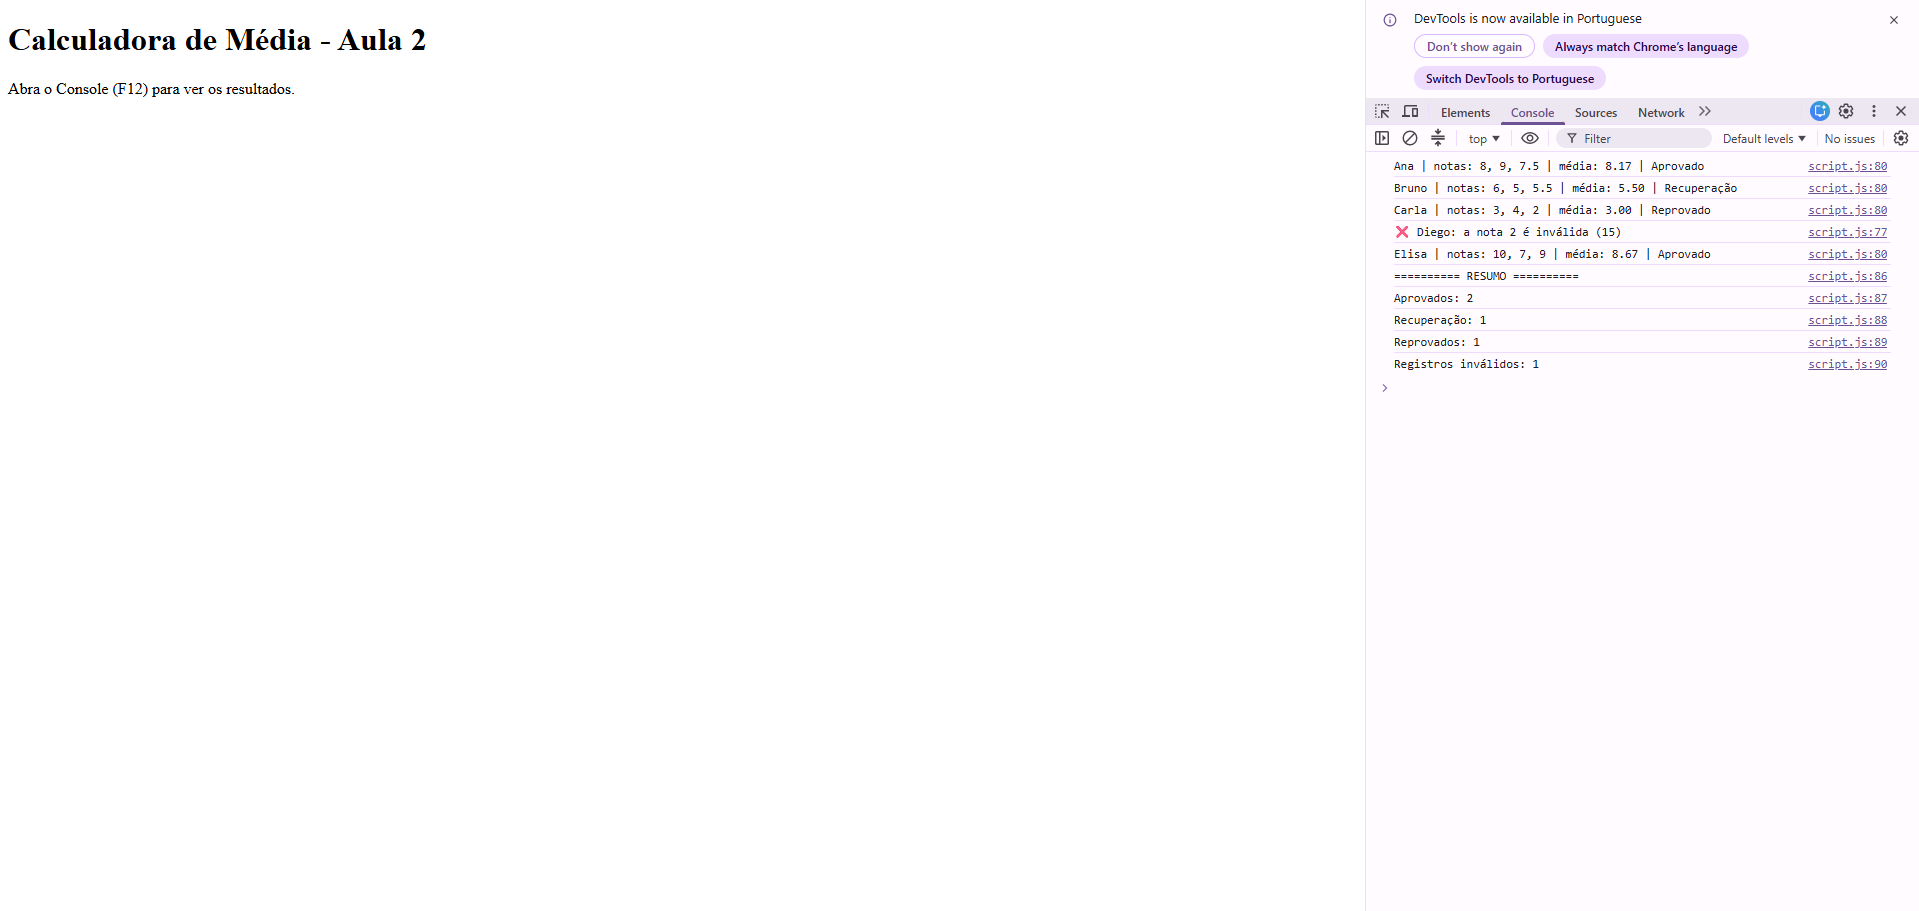 Calculadora de Média - Aula 2
Abra o Console (F12) para ver os resultados.
DevTools is now available in Portuguese
Don't show again
Always match Chrome's language
Switch DevTools to Portuguese
Elements Console Sources Network
top Filter Default levels No issues
Ana | notas: 8, 9, 7.5 | média: 8.17 | Aprovado script.js:80
Bruno | notas: 6, 5, 5.5 | média: 5.50 | Recuperação script.js:80
Carla | notas: 3, 4, 2 | média: 3.00 | Reprovado script.js:80
❌ Diego: a nota 2 é inválida (15) script.js:77
Elisa | notas: 10, 7, 9 | média: 8.67 | Aprovado script.js:80
========== RESUMO ========== script.js:86
Aprovados: 2 script.js:87
Recuperação: 1 script.js:88
Reprovados: 1 script.js:89
Registros inválidos: 1 script.js:90